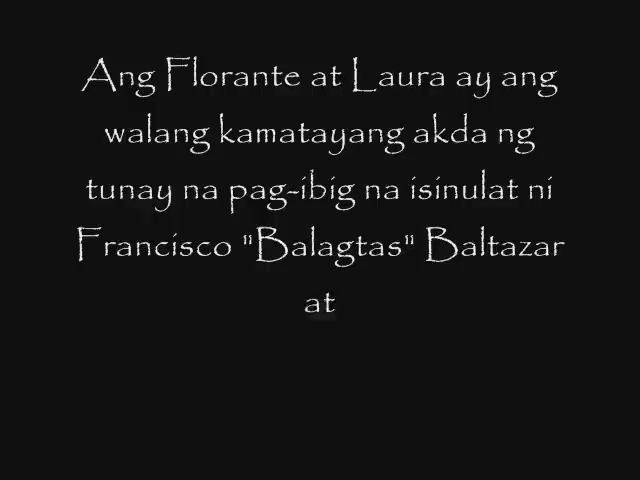 Ang Florante at Laura ay ang
walang kamatayang akda ng
tunay na pag-ibig na isinulat ni
Francisco "Balagtas" Baltazar
at